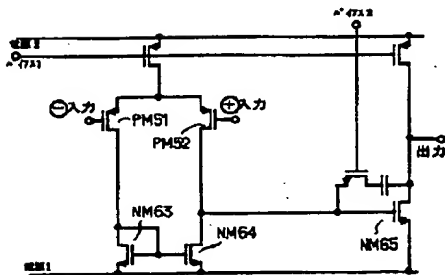 バイアス2
電源2
バイアス1
⊖入力
⊕入力
PM51
PM52
出力
NM63
NM64
NM65
電源1